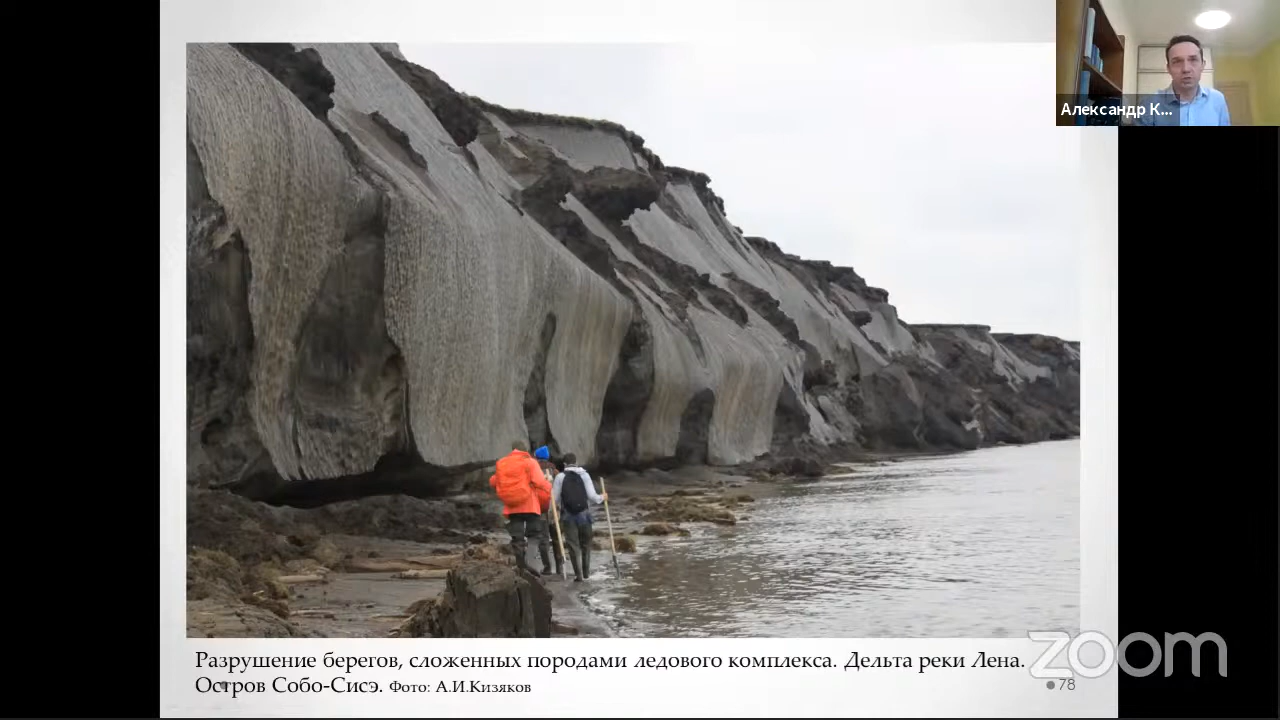 Александр К...
Разрушение берегов, сложенных породами ледового комплекса. Дельта реки Лена.
Остров Собо-Сисэ. Фото: А.И.Кизяков
78
zoom